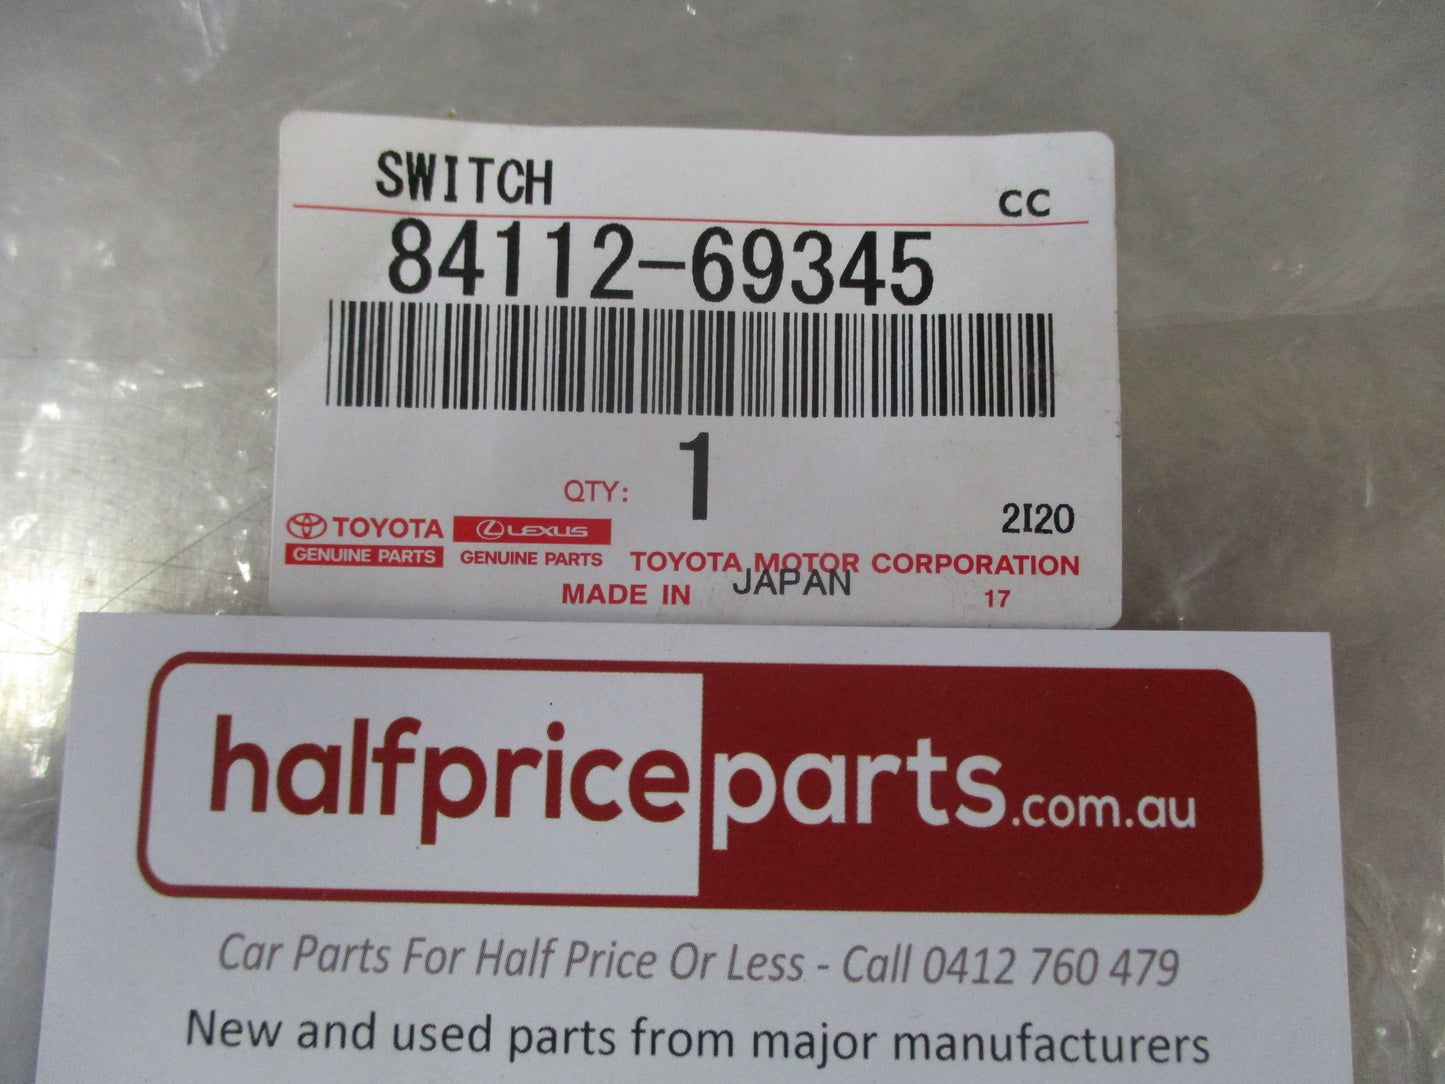 SWITCH
CC
84112-69345
QTY: 1
2I20
TOYOTA LEXUS
GENUINE PARTS GENUINE PARTS TOYOTA MOTOR CORPORATION
MADE IN JAPAN 17
halfpriceparts.com.au
Car Parts For Half Price Or Less - Call 0412 760 479
New and used parts from major manufacturers